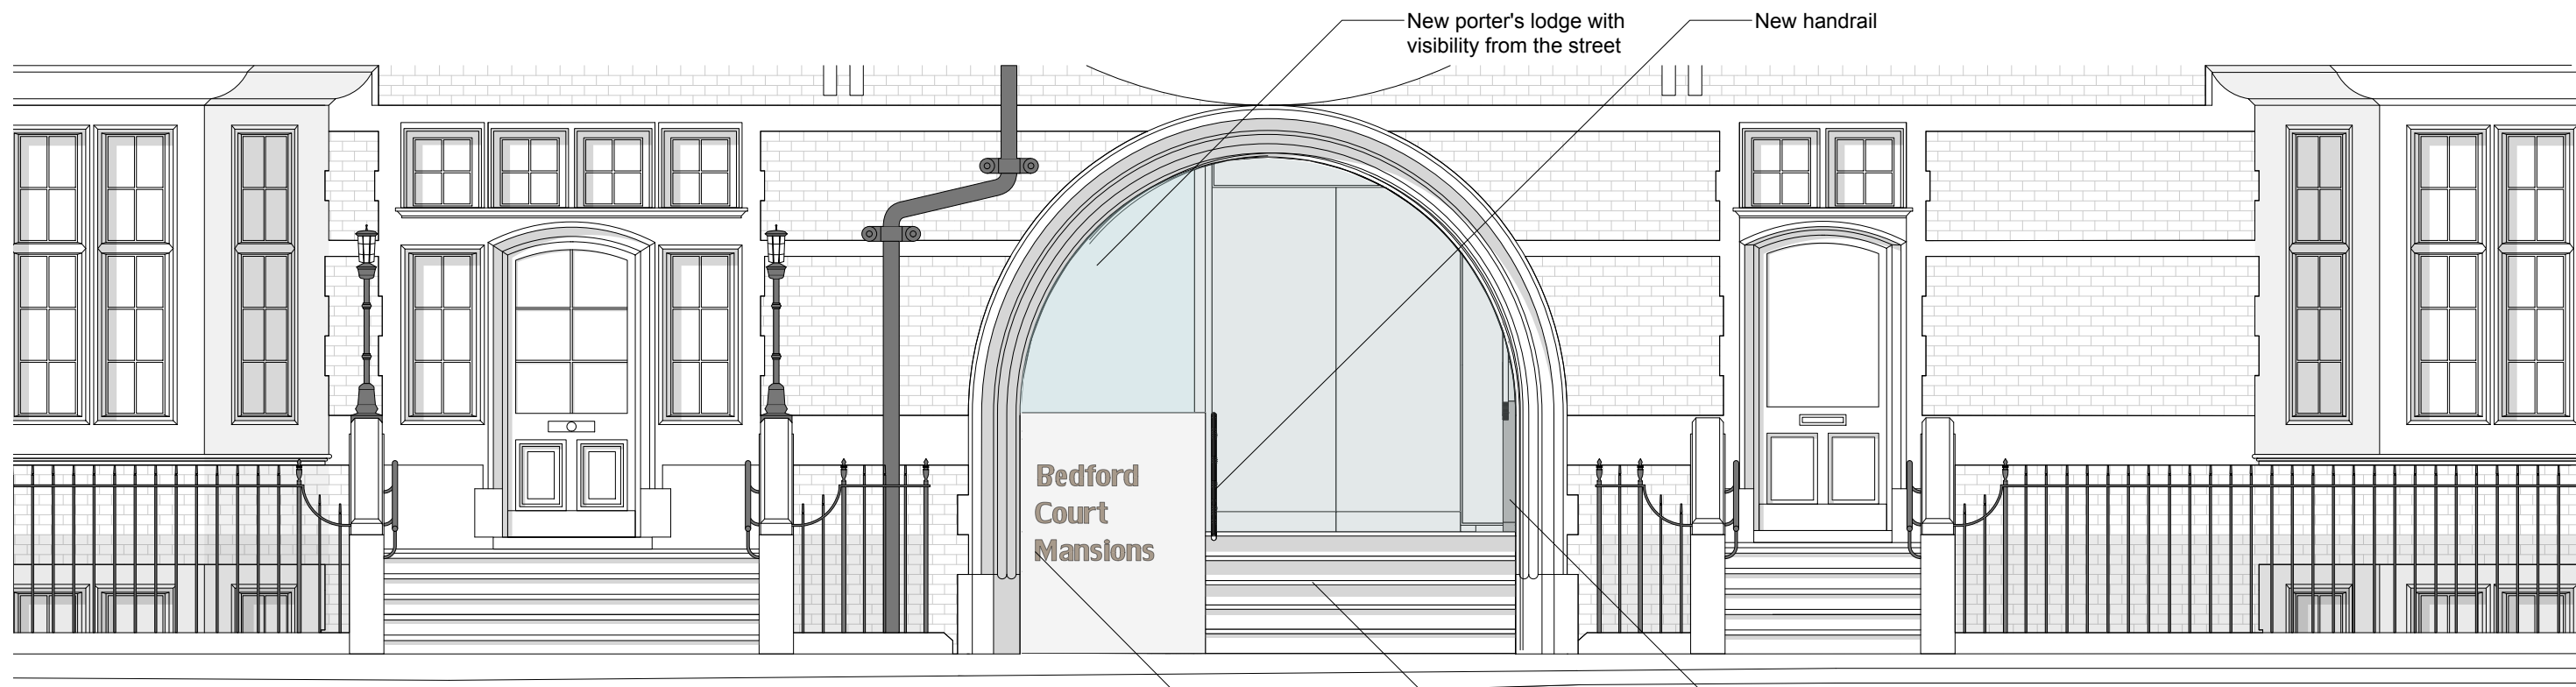 New porter's lodge with
visibility from the street
New handrail
Bedford
Court
Mansions